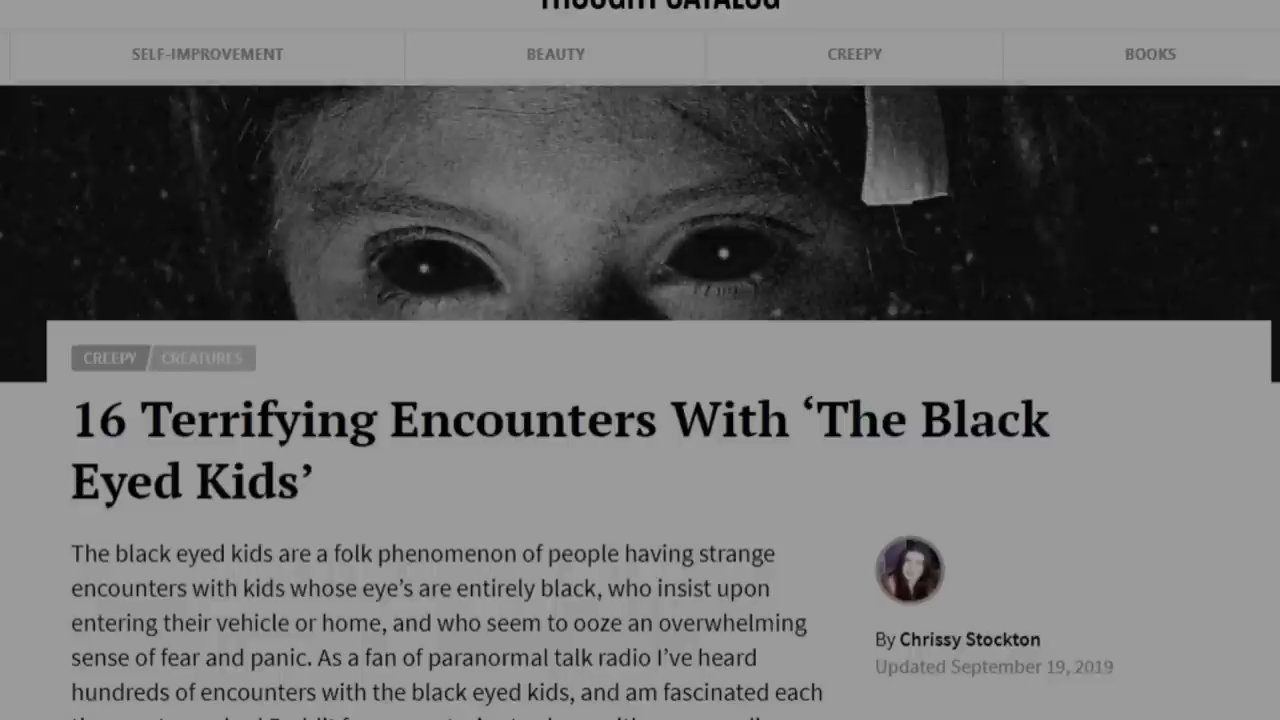 THOUGHT CATALOG
SELF-IMPROVEMENT
BEAUTY
CREEPY
BOOKS
CREEPY
CREATURES
16 Terrifying Encounters With ‘The Black
Eyed Kids’
The black eyed kids are a folk phenomenon of people having strange
encounters with kids whose eye’s are entirely black, who insist upon
entering their vehicle or home, and who seem to ooze an overwhelming
sense of fear and panic. As a fan of paranormal talk radio I’ve heard
hundreds of encounters with the black eyed kids, and am fascinated each
By Chrissy Stockton
Updated September 19, 2019